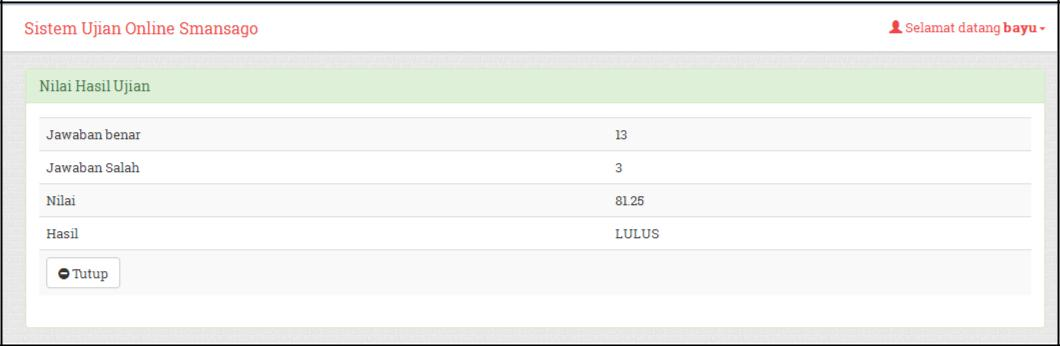 Sistem Ujian Online Smansago
Selamat datang bayu
Nilai Hasil Ujian
Jawaban benar 13
Jawaban Salah 3
Nilai 81.25
Hasil LULUS
Tutup